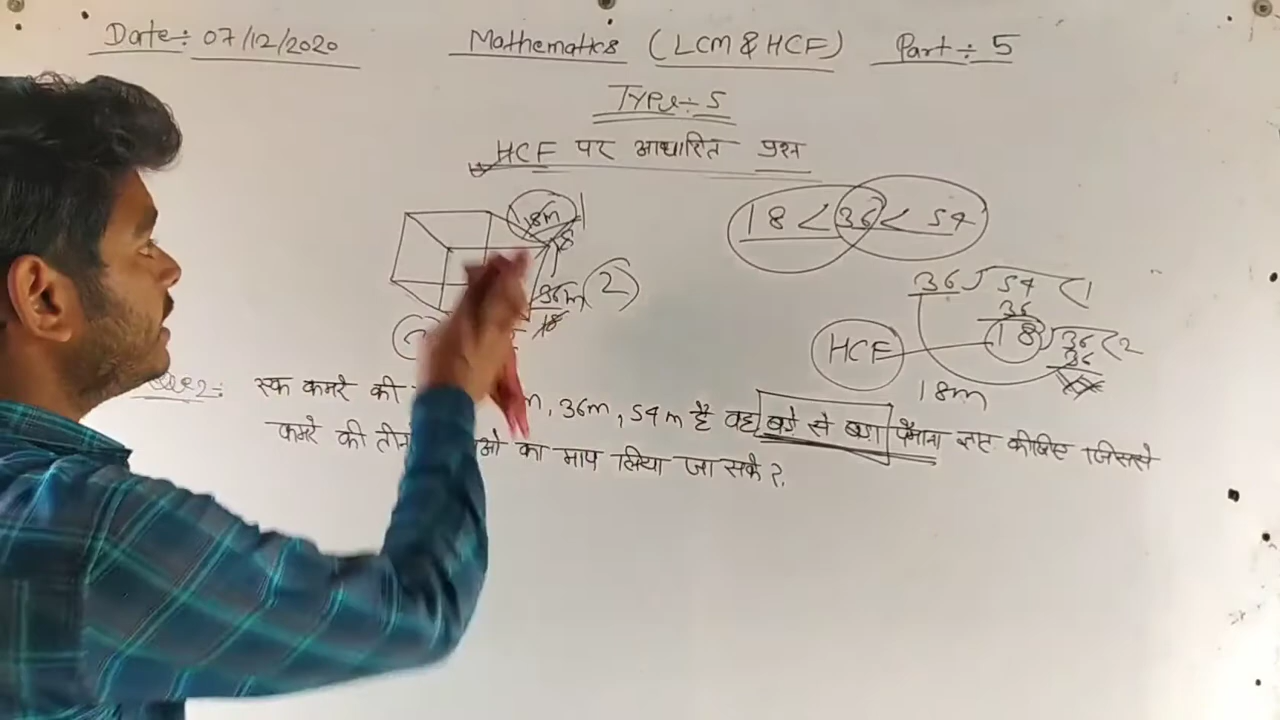 Date:- 07/12/2020 Mathematics (LCM & HCF) Part:- 5
Type:- 5
HCF पर आधारित प्रश्न
18m 18 < 36 < 54
36m (2)
18
36) 54 (1
36
18) 36 (2
36
HCF
18m
एक कमरे की m, 36m, 54m है वह बड़े से बड़ा पैमाना ज्ञात कीजिए जिससे
कमरे की तीनो का माप लिया जा सके ?